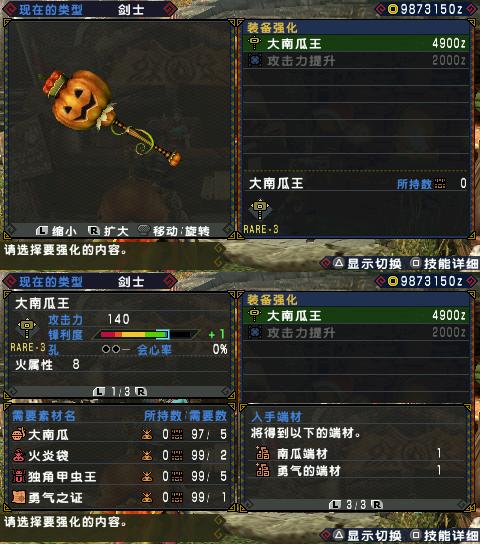 现在的类型 剑士
9873150z
装备强化
大南瓜王 4900z
攻击力提升 2000z
大南瓜王 所持数 0
RARE-3
L 缩小 R 扩大 移动/旋转
请选择要强化的内容。
△显示切换 □技能详细
现在的类型 剑士
9873150z
大南瓜王
攻击力 140
锋利度 +1
RARE-3 孔 ○○— 会心率 0%
火属性 8
L 1/3 R
装备强化
大南瓜王 4900z
攻击力提升 2000z
需要素材名 所持数/需要数
大南瓜 0 97/ 5
火炎袋 0 99/ 2
独角甲虫王 0 99/ 5
勇气之证 0 99/ 1
入手端材
将得到以下的端材。
南瓜端材 1
勇气的端材 1
L 3/3 R
请选择要强化的内容。
△显示切换 □技能详细